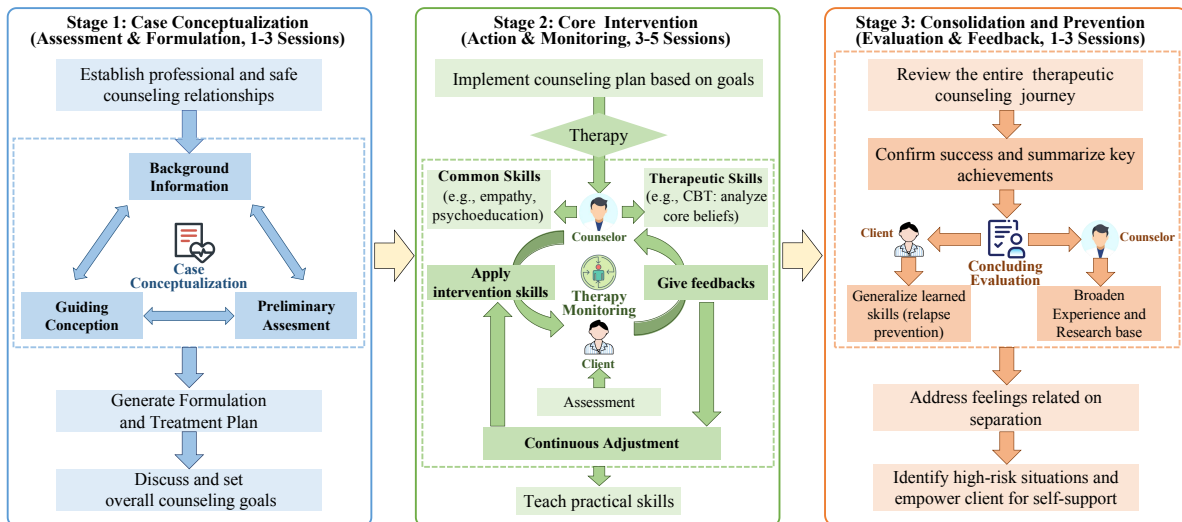 Stage 1: Case Conceptualization
(Assessment & Formulation, 1-3 Sessions)
Establish professional and safe
counseling relationships
Background
Information
Case
Conceptualization
Guiding
Conception
Preliminary
Assesment
Generate Formulation
and Treatment Plan
Discuss and set
overall counseling goals
Stage 2: Core Intervention
(Action & Monitoring, 3-5 Sessions)
Implement counseling plan based on goals
Therapy
Common Skills
(e.g., empathy,
psychoeducation)
Therapeutic Skills
(e.g., CBT: analyze
core beliefs)
Counselor
Apply
intervention skills
Therapy
Monitoring
Give feedbacks
Client
Assessment
Continuous Adjustment
Teach practical skills
Stage 3: Consolidation and Prevention
(Evaluation & Feedback, 1-3 Sessions)
Review the entire therapeutic
counseling journey
Confirm success and summarize key
achievements
Client
Counselor
Concluding
Evaluation
Generalize learned
skills (relapse
prevention)
Broaden
Experience and
Research base
Address feelings related on
separation
Identify high-risk situations and
empower client for self-support